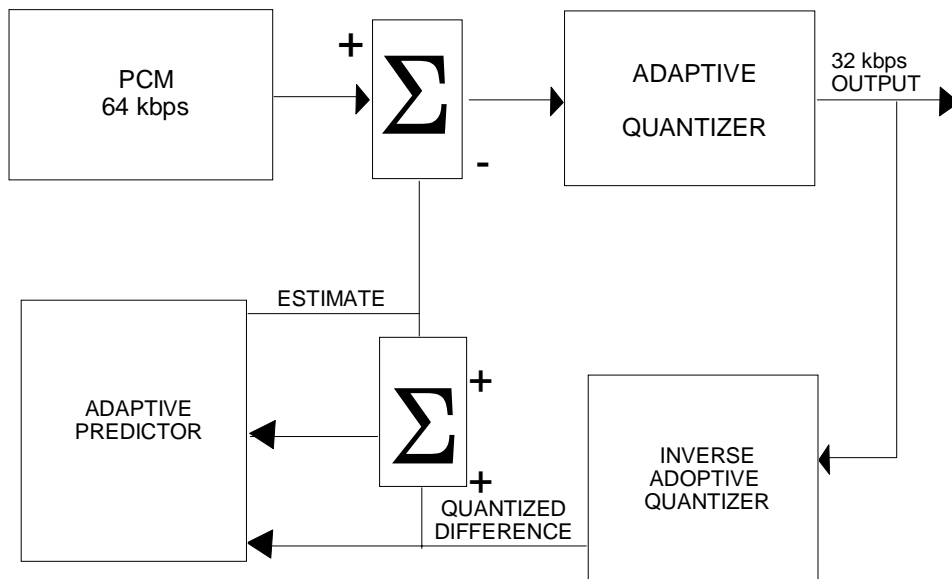 PCM
64 kbps
+
Σ
-
ADAPTIVE
QUANTIZER
32 kbps
OUTPUT
ESTIMATE
ADAPTIVE
PREDICTOR
+
Σ
+
QUANTIZED
DIFFERENCE
INVERSE
ADOPTIVE
QUANTIZER